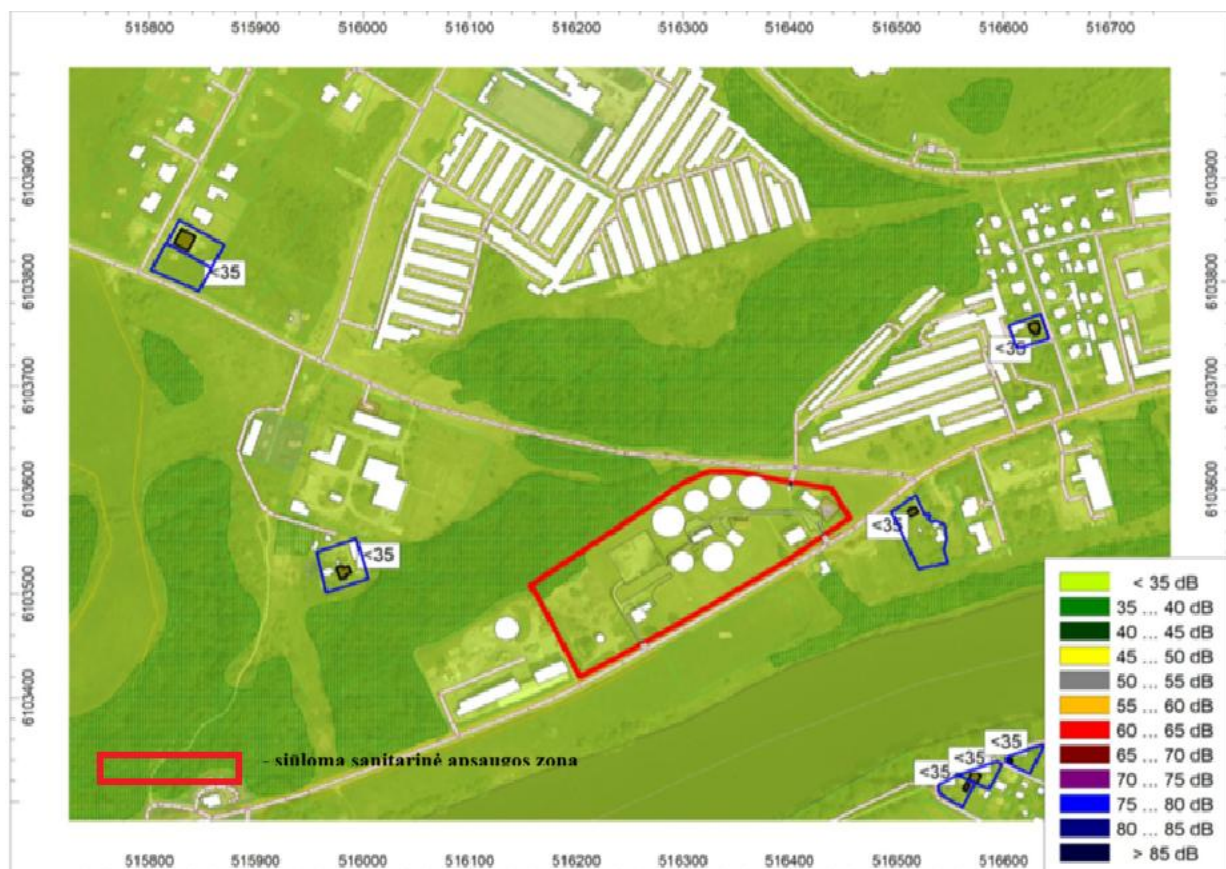 515800 515900 516000 516100 516200 516300 516400 516500 516600 516700
6103900 6103900
6103800 6103800
<35
<35
6103700 6103700
6103600 6103600
<35
<35
6103500 6103500
6103400
- siūloma sanitarinė apsaugos zona
<35
<35
<35
< 35 dB
35 ... 40 dB
40 ... 45 dB
45 ... 50 dB
50 ... 55 dB
55 ... 60 dB
60 ... 65 dB
65 ... 70 dB
70 ... 75 dB
75 ... 80 dB
80 ... 85 dB
> 85 dB
515800 515900 516000 516100 516200 516300 516400 516500 516600